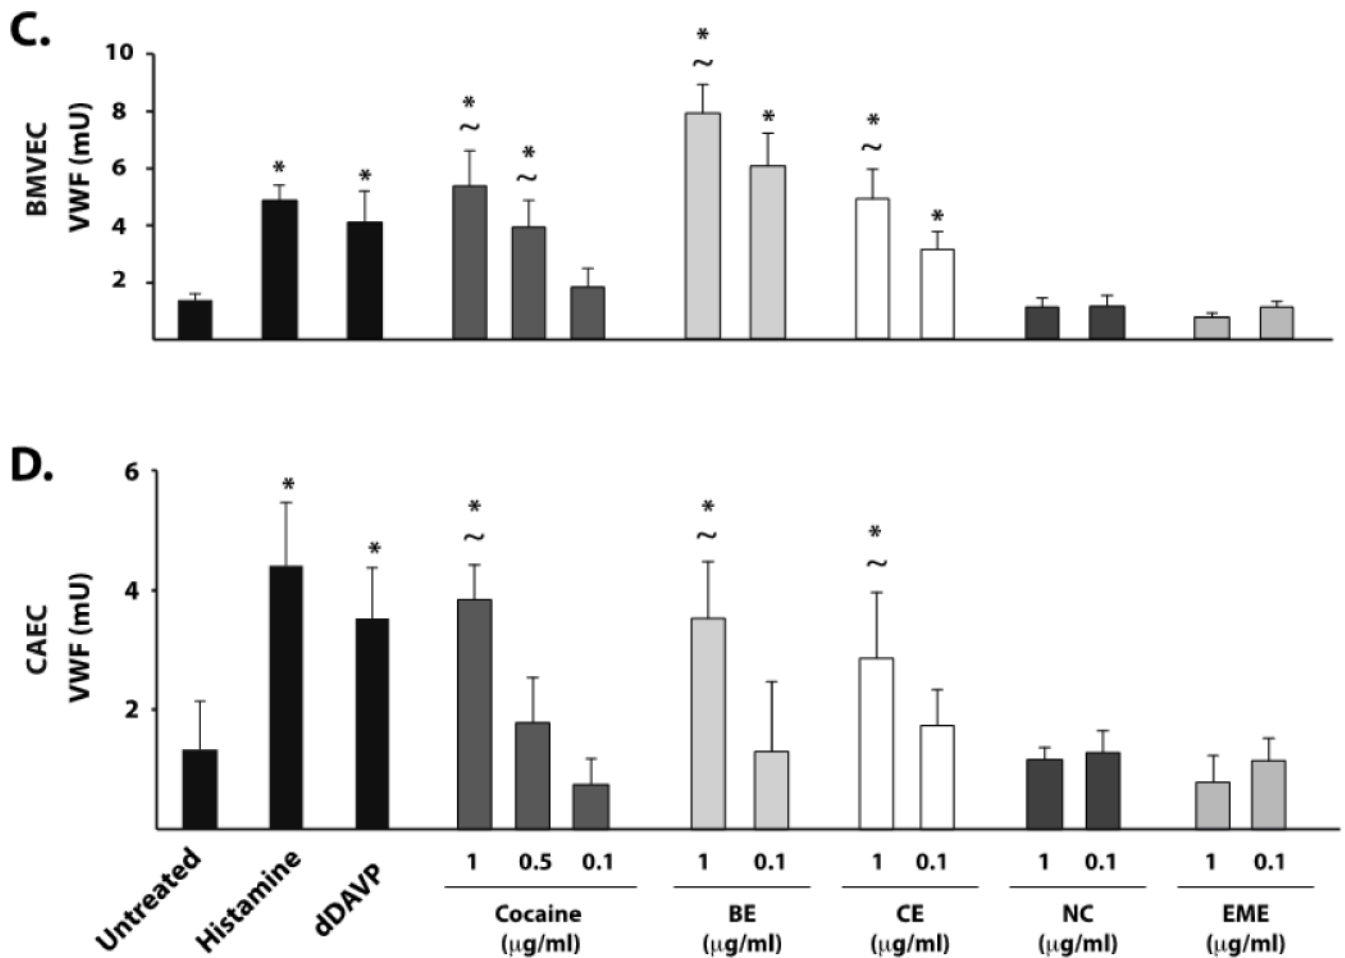 C.
BMVEC
VWF (mU)
10
8
6
4
2
* * ~* ~* ~* * ~* *
D.
CAEC
VWF (mU)
6
4
2
* * ~* ~* ~*
Untreated Histamine dDAVP
1 0.5 0.1 1 0.1 1 0.1 1 0.1 1 0.1
Cocaine BE CE NC EME
(μg/ml) (μg/ml) (μg/ml) (μg/ml) (μg/ml)